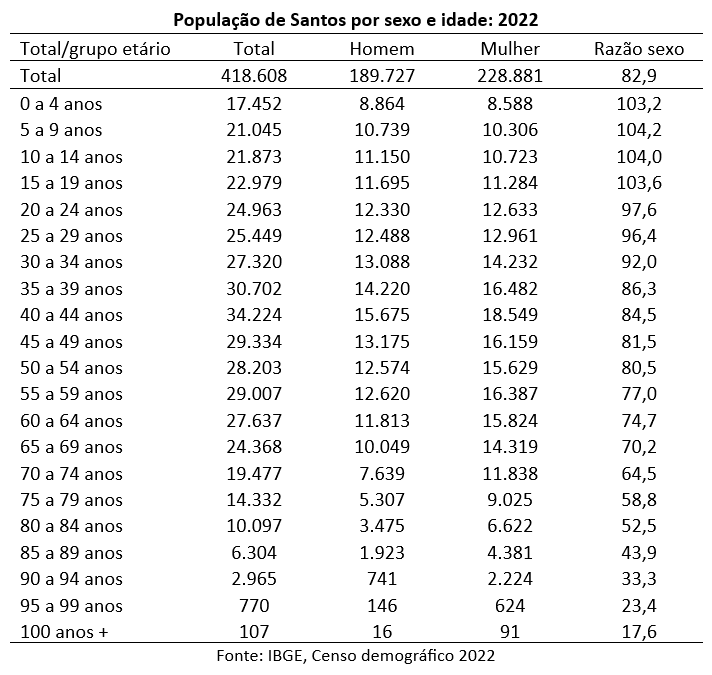 População de Santos por sexo e idade: 2022
Total/grupo etário Total Homem Mulher Razão sexo
Total 418.608 189.727 228.881 82,9
0 a 4 anos 17.452 8.864 8.588 103,2
5 a 9 anos 21.045 10.739 10.306 104,2
10 a 14 anos 21.873 11.150 10.723 104,0
15 a 19 anos 22.979 11.695 11.284 103,6
20 a 24 anos 24.963 12.330 12.633 97,6
25 a 29 anos 25.449 12.488 12.961 96,4
30 a 34 anos 27.320 13.088 14.232 92,0
35 a 39 anos 30.702 14.220 16.482 86,3
40 a 44 anos 34.224 15.675 18.549 84,5
45 a 49 anos 29.334 13.175 16.159 81,5
50 a 54 anos 28.203 12.574 15.629 80,5
55 a 59 anos 29.007 12.620 16.387 77,0
60 a 64 anos 27.637 11.813 15.824 74,7
65 a 69 anos 24.368 10.049 14.319 70,2
70 a 74 anos 19.477 7.639 11.838 64,5
75 a 79 anos 14.332 5.307 9.025 58,8
80 a 84 anos 10.097 3.475 6.622 52,5
85 a 89 anos 6.304 1.923 4.381 43,9
90 a 94 anos 2.965 741 2.224 33,3
95 a 99 anos 770 146 624 23,4
100 anos + 107 16 91 17,6
Fonte: IBGE, Censo demográfico 2022